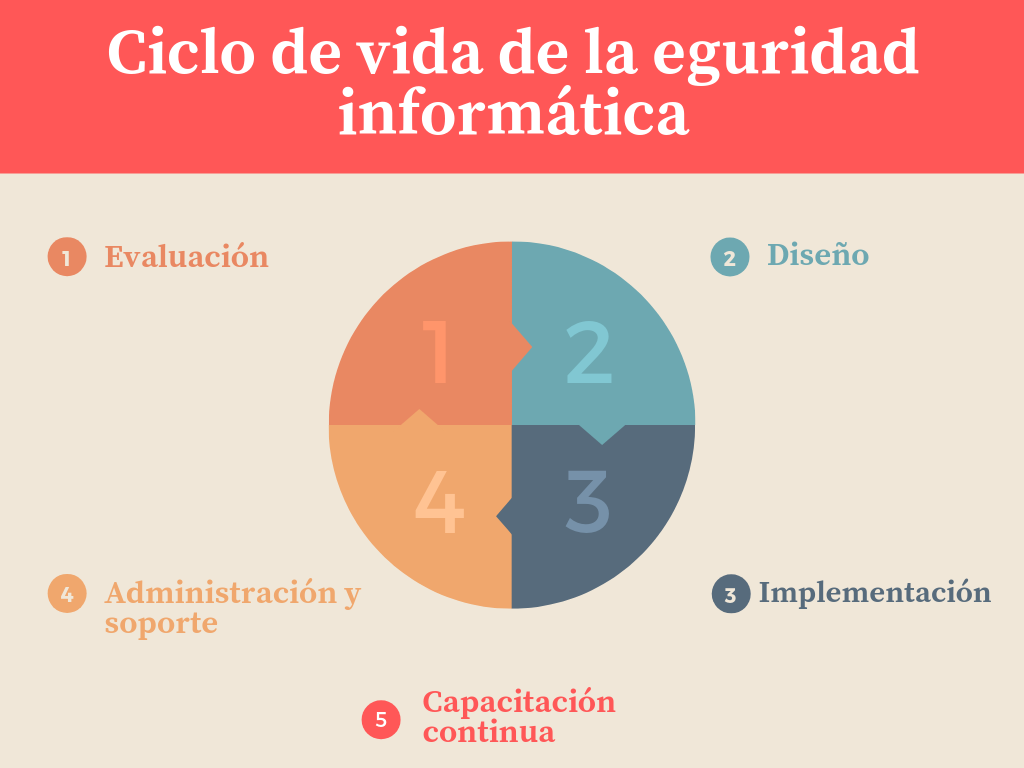 Ciclo de vida de la eguridad
informática
1 Evaluación
2 Diseño
1
2
4
3
4 Administración y
soporte
3 Implementación
5 Capacitación
continua